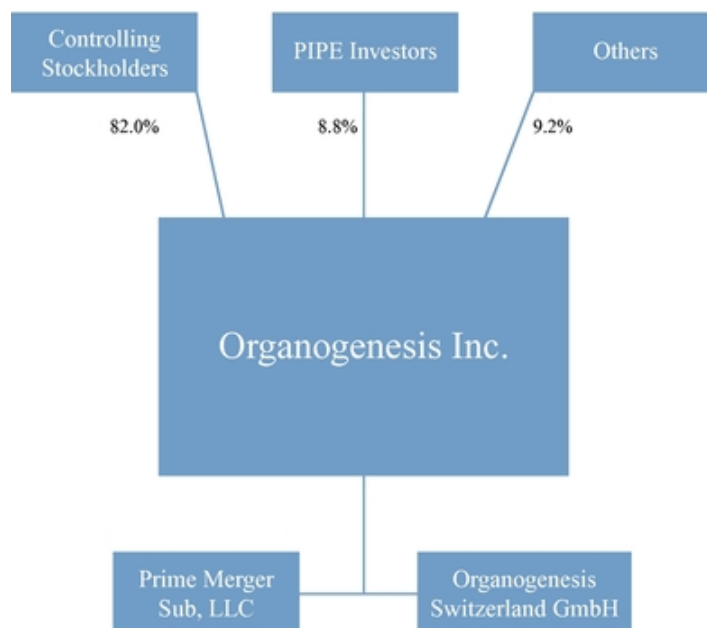 Controlling
Stockholders
PIPE Investors
Others
82.0%
8.8%
9.2%
Organogenesis Inc.
Prime Merger
Sub, LLC
Organogenesis
Switzerland GmbH